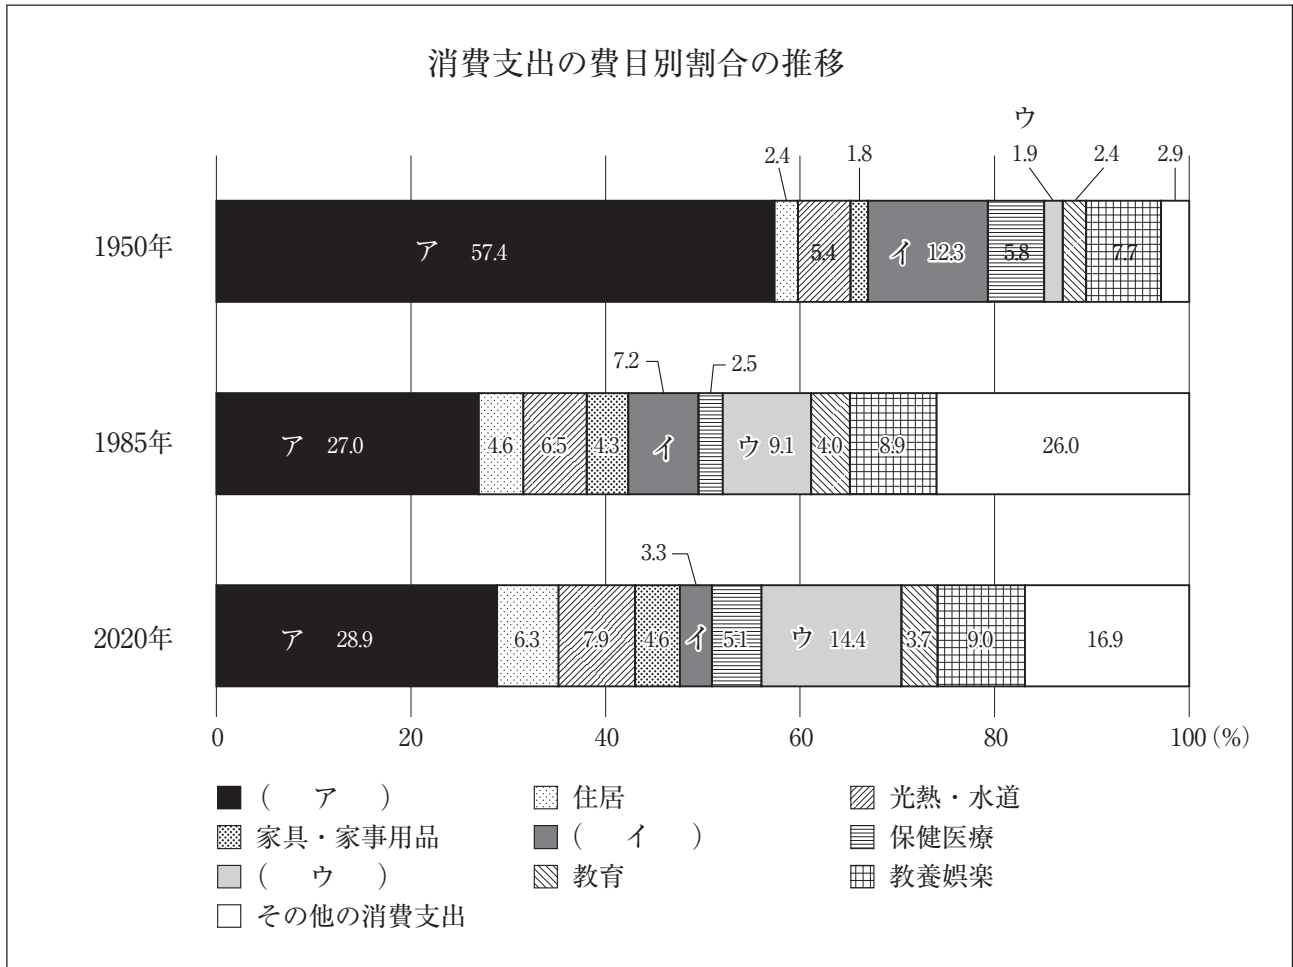 消費支出の費目別割合の推移
ウ
2.4 1.8 1.9 2.4 2.9
1950年 ア 57.4 5.4 イ 12.3 5.8 7.7
7.2 2.5
1985年 ア 27.0 4.6 6.5 4.3 イ ウ 9.1 4.0 8.9 26.0
3.3
2020年 ア 28.9 6.3 7.9 4.6 イ 5.1 ウ 14.4 3.7 9.0 16.9
0 20 40 60 80 100 (%)
( ア ) 住居 光熱・水道
家具・家事用品 ( イ ) 保健医療
( ウ ) 教育 教養娯楽
その他の消費支出